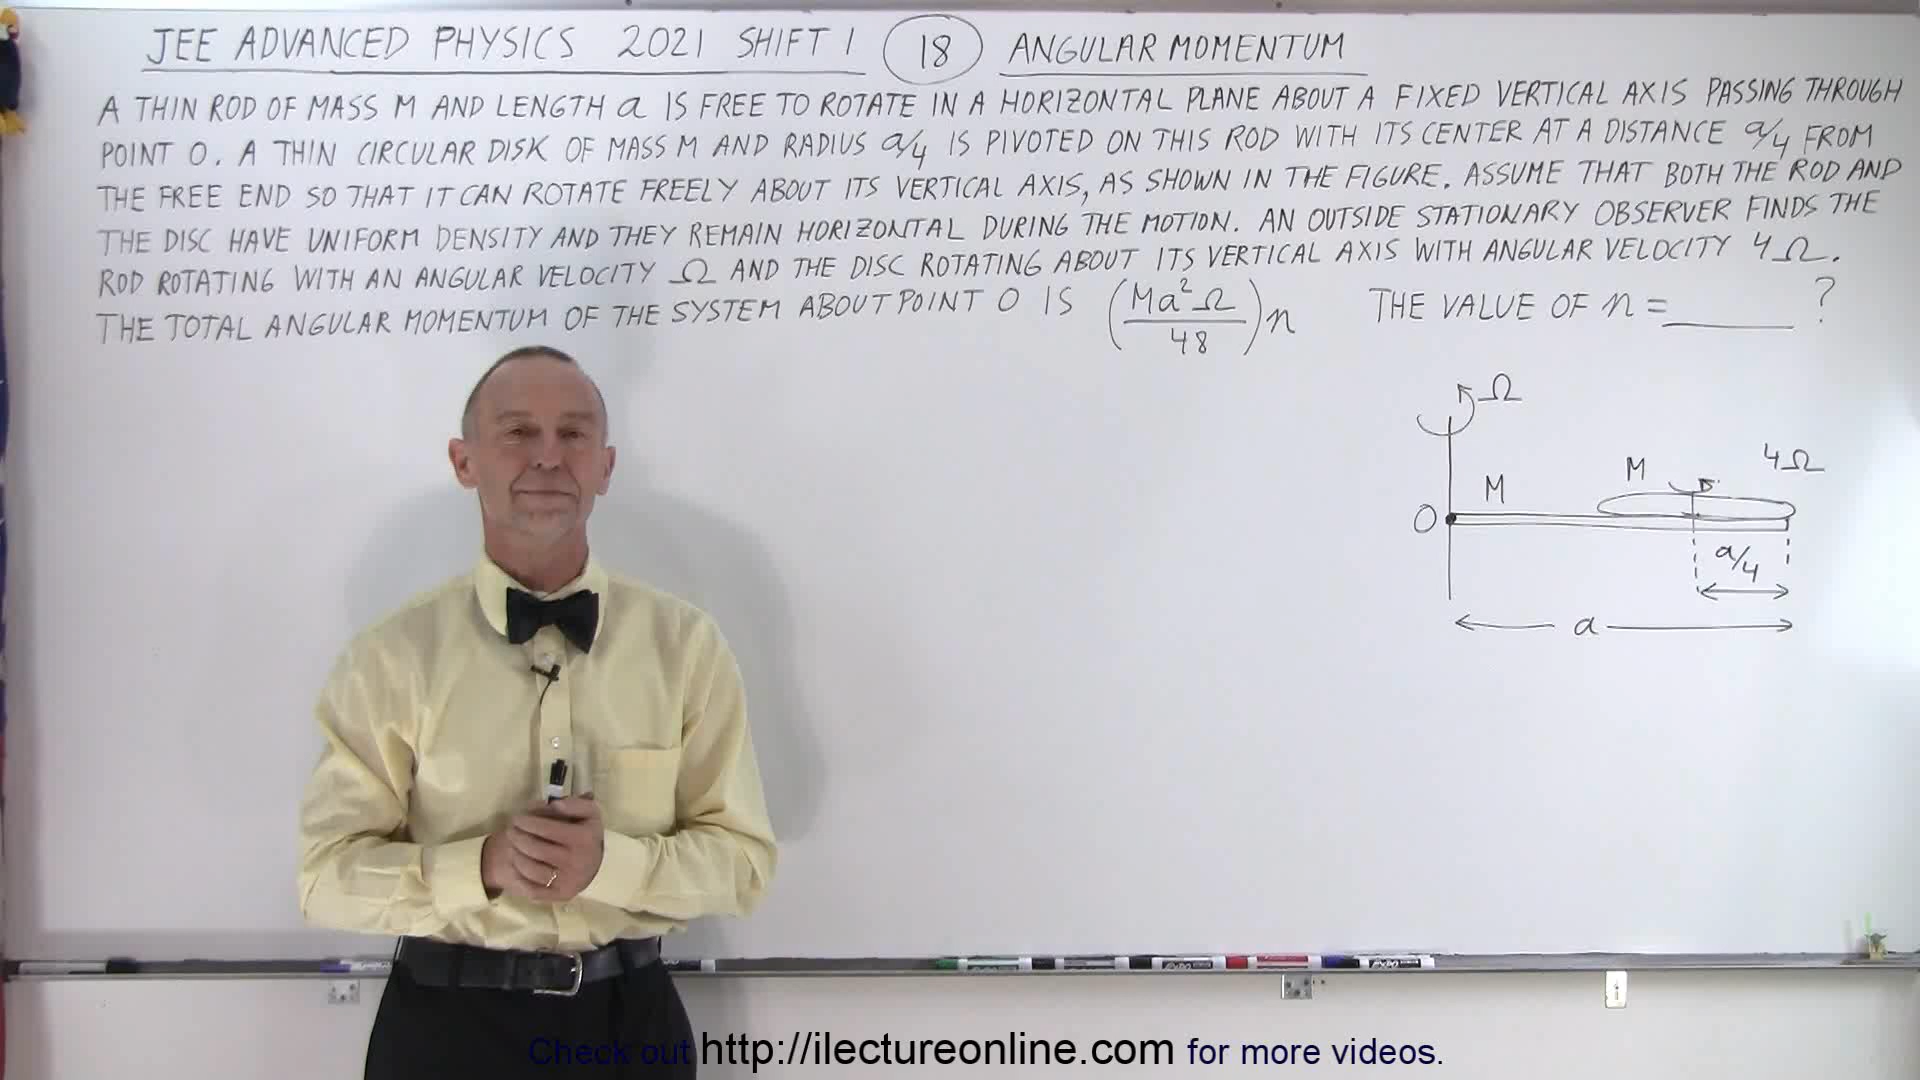 JEE ADVANCED PHYSICS 2021 SHIFT 1 18 ANGULAR MOMENTUM
A THIN ROD OF MASS M AND LENGTH a IS FREE TO ROTATE IN A HORIZONTAL PLANE ABOUT A FIXED VERTICAL AXIS PASSING THROUGH
POINT O. A THIN CIRCULAR DISK OF MASS M AND RADIUS a/4 IS PIVOTED ON THIS ROD WITH ITS CENTER AT A DISTANCE a/4 FROM
THE FREE END SO THAT IT CAN ROTATE FREELY ABOUT ITS VERTICAL AXIS, AS SHOWN IN THE FIGURE. ASSUME THAT BOTH THE ROD AND
THE DISC HAVE UNIFORM DENSITY AND THEY REMAIN HORIZONTAL DURING THE MOTION. AN OUTSIDE STATIONARY OBSERVER FINDS THE
ROD ROTATING WITH AN ANGULAR VELOCITY Ω AND THE DISC ROTATING ABOUT ITS VERTICAL AXIS WITH ANGULAR VELOCITY 4Ω.
THE TOTAL ANGULAR MOMENTUM OF THE SYSTEM ABOUT POINT O IS (Ma²Ω/48)n THE VALUE OF n = ______ ?
Ω
M 4Ω
M
O
a/4
a
EXPO EXPO
Check out http://ilectureonline.com for more videos.